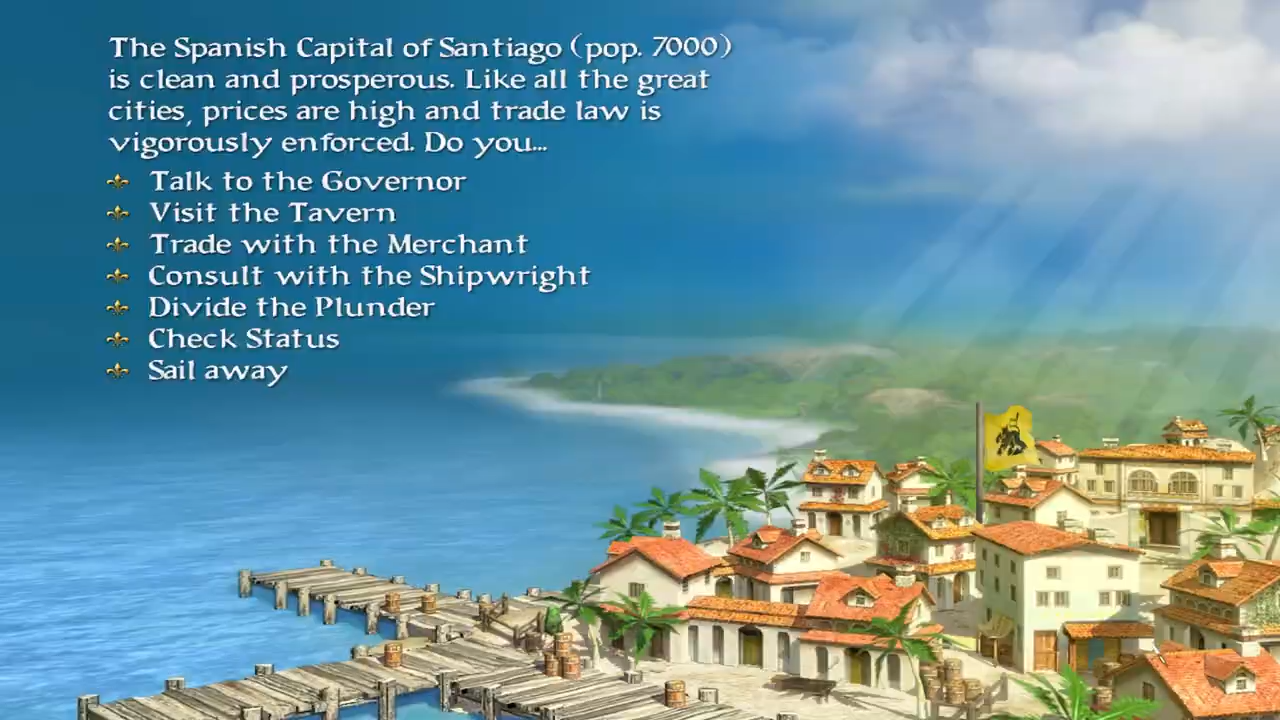 The Spanish Capital of Santiago (pop. 7000)
is clean and prosperous. Like all the great
cities, prices are high and trade law is
vigorously enforced. Do you...
Talk to the Governor
Visit the Tavern
Trade with the Merchant
Consult with the Shipwright
Divide the Plunder
Check Status
Sail away